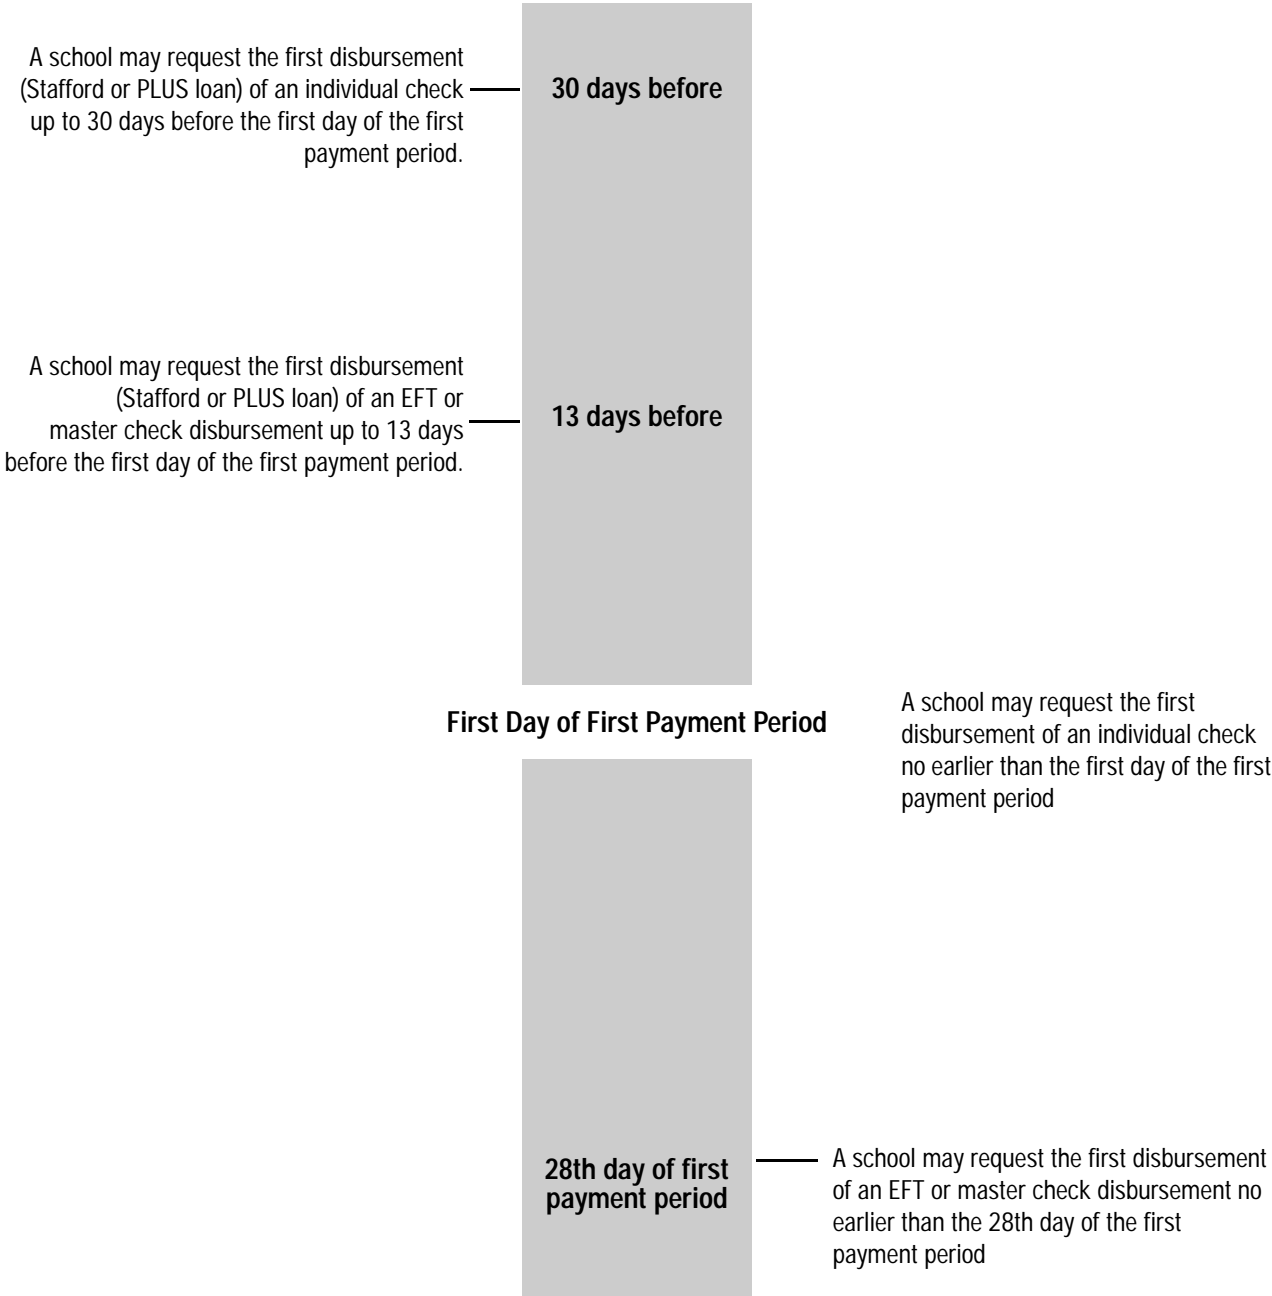 A school may request the first disbursement
(Stafford or PLUS loan) of an individual check
up to 30 days before the first day of the first
payment period.
30 days before
A school may request the first disbursement
(Stafford or PLUS loan) of an EFT or
master check disbursement up to 13 days
before the first day of the first payment period.
13 days before
First Day of First Payment Period
A school may request the first
disbursement of an individual check
no earlier than the first day of the first
payment period
28th day of first
payment period
A school may request the first disbursement
of an EFT or master check disbursement no
earlier than the 28th day of the first
payment period